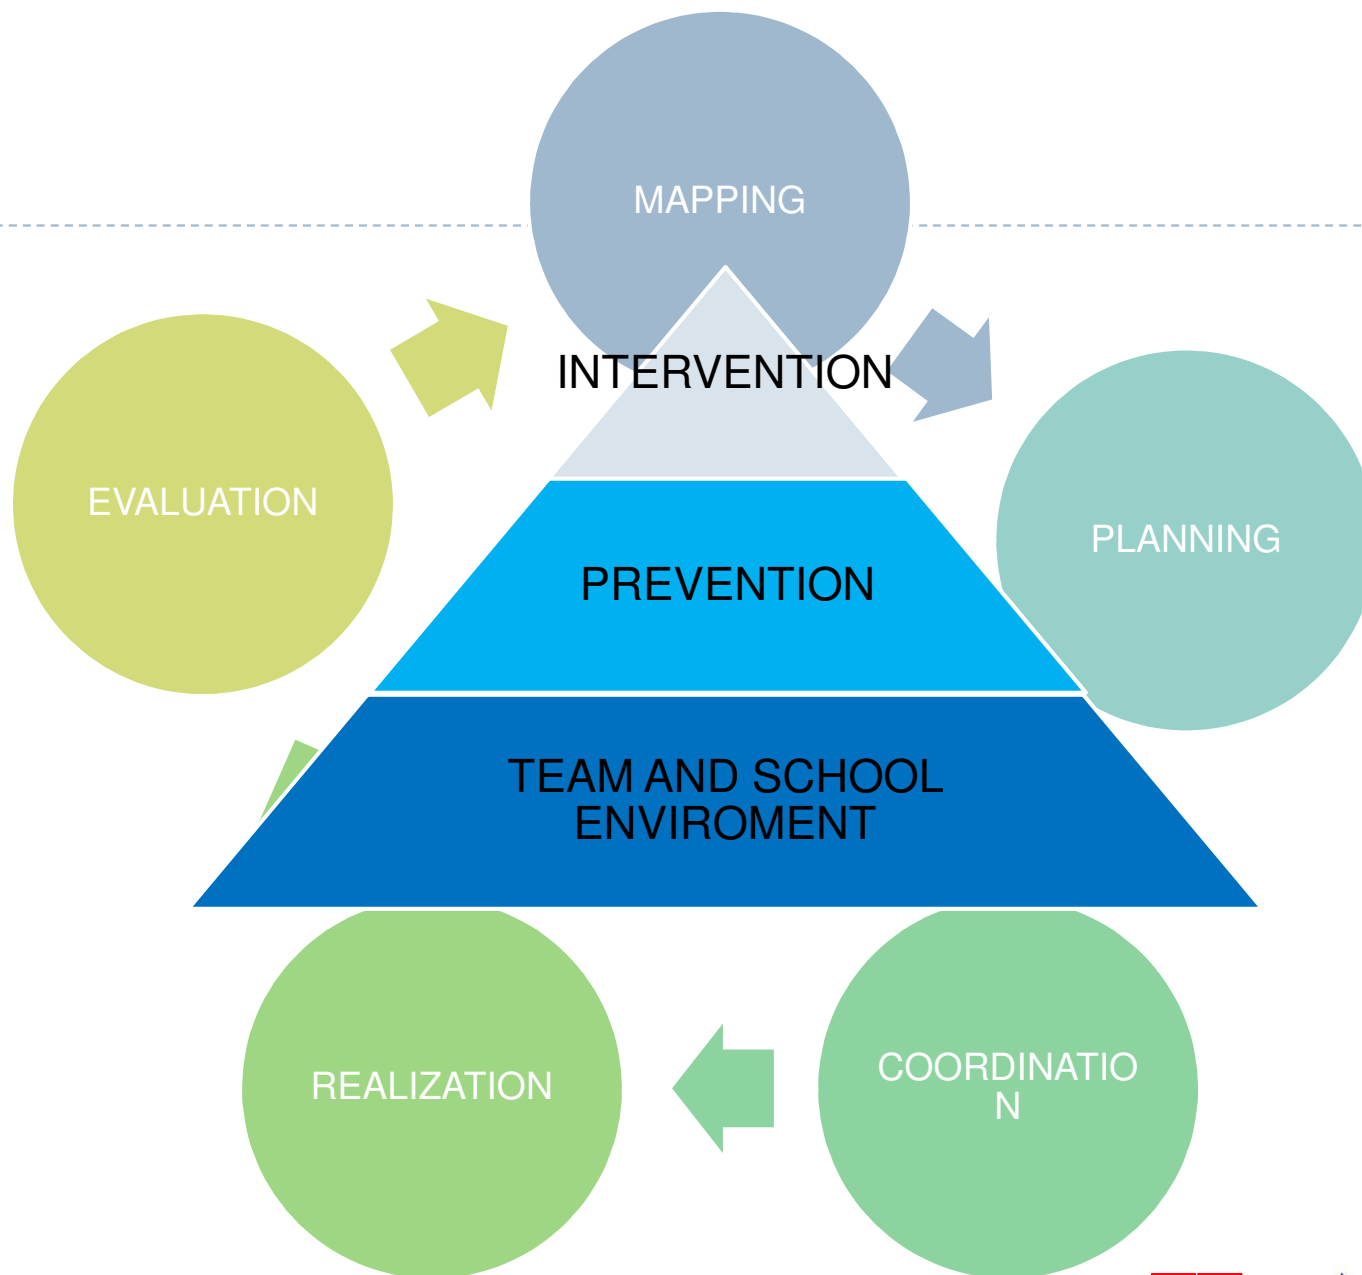 MAPPING
INTERVENTION
EVALUATION
PLANNING
PREVENTION
TEAM AND SCHOOL
ENVIROMENT
REALIZATION
COORDINATIO
N